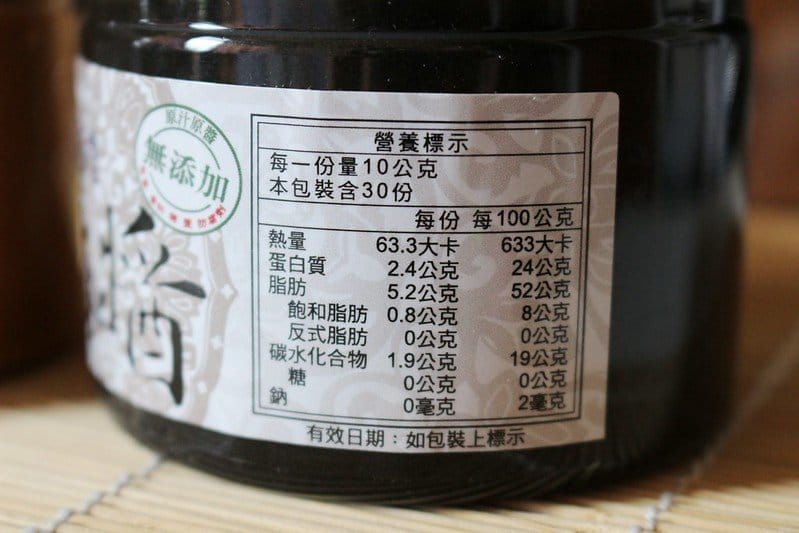 原汁原醬
無添加
醬
營養標示
每一份量10公克
本包裝含30份
每份 每100公克
熱量 63.3大卡 633大卡
蛋白質 2.4公克 24公克
脂肪 5.2公克 52公克
飽和脂肪 0.8公克 8公克
反式脂肪 0公克 0公克
碳水化合物 1.9公克 19公克
糖 0公克 0公克
鈉 0毫克 2毫克
有效日期：如包裝上標示